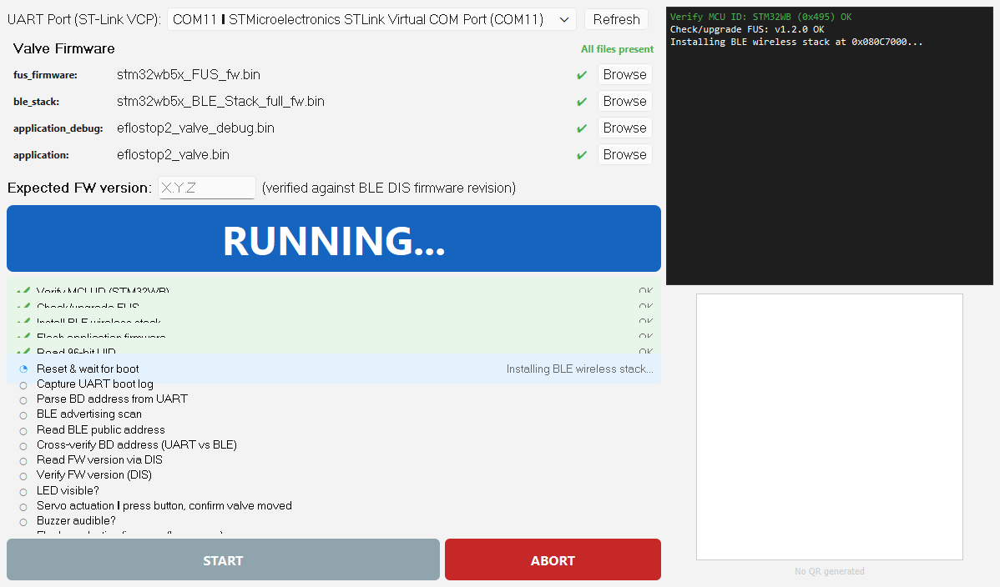 UART Port (ST-Link VCP): COM11 | STMicroelectronics STLink Virtual COM Port (COM11) Refresh
Valve Firmware All files present
fus_firmware: stm32wb5x_FUS_fw.bin Browse
ble_stack: stm32wb5x_BLE_Stack_full_fw.bin Browse
application_debug: eflostop2_valve_debug.bin Browse
application: eflostop2_valve.bin Browse
Expected FW version: X.Y.Z (verified against BLE DIS firmware revision)
RUNNING...
Verify MCU ID (STM32WB) OK
Check/upgrade FUS OK
Install BLE wireless stack OK
Flash application firmware OK
Read 96-bit UID OK
Reset & wait for boot Installing BLE wireless stack...
Capture UART boot log
Parse BD address from UART
BLE advertising scan
Read BLE public address
Cross-verify BD address (UART vs BLE)
Read FW version via DIS
Verify FW version (DIS)
LED visible?
Servo actuation | press button, confirm valve moved
Buzzer audible?
START ABORT
Verify MCU ID: STM32WB (0x495) OK
Check/upgrade FUS: v1.2.0 OK
Installing BLE wireless stack at 0x080C7000...
No QR generated